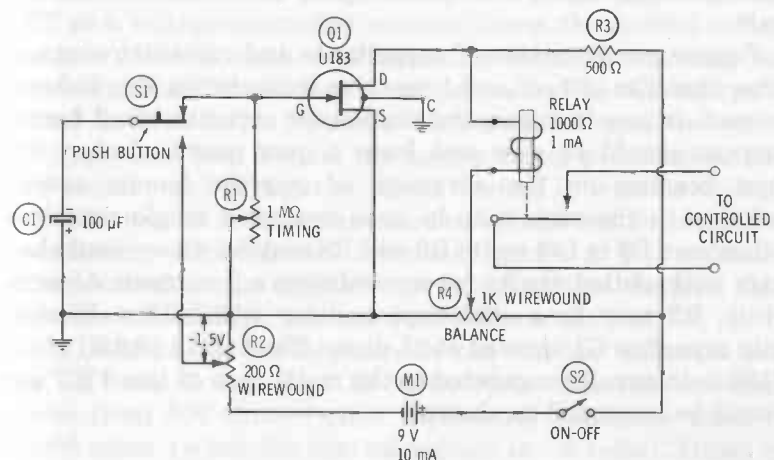 Q1
U183
R3
500 Ω
D
C
G
S
S1
PUSH BUTTON
RELAY
1000 Ω
1 mA
R1
1 MΩ
TIMING
C1
100 μF
+
TO
CONTROLLED
CIRCUIT
R4
1K WIREWOUND
BALANCE
-1.5V
R2
200 Ω
WIREWOUND
M1
S2
9 V
10 mA
ON-OFF